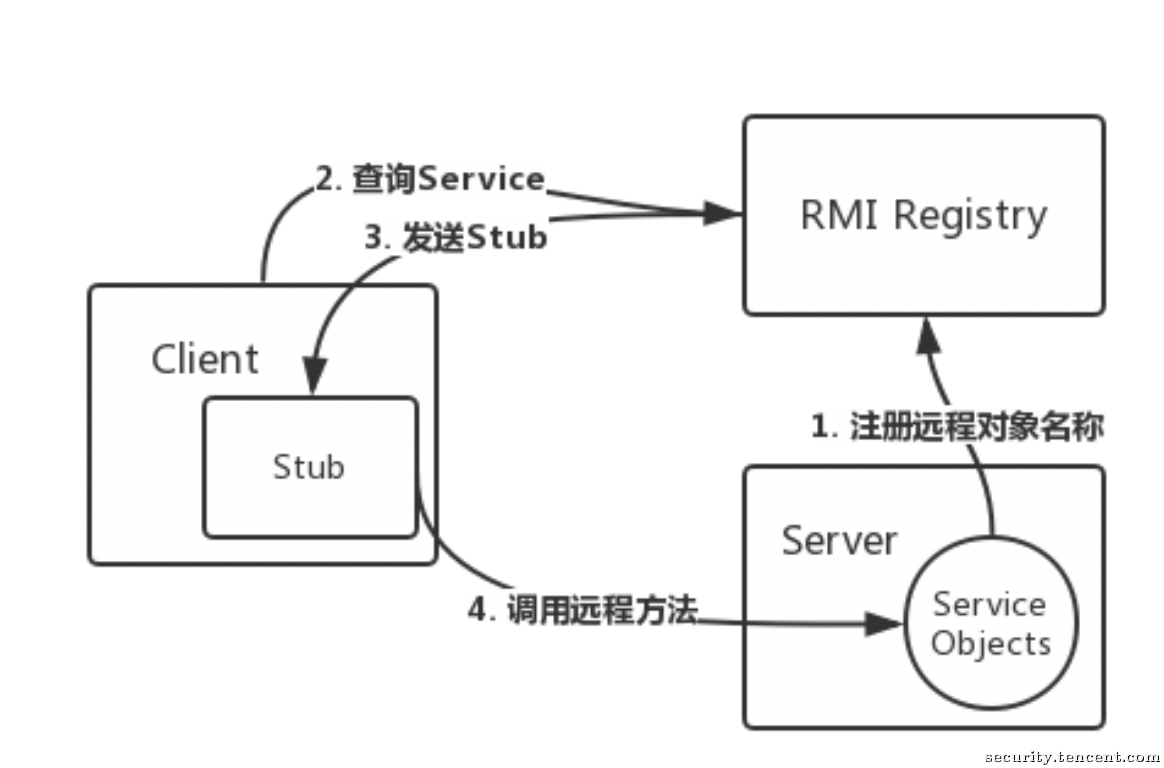 2. 查询Service
3. 发送Stub
RMI Registry
Client
Stub
1. 注册远程对象名称
Server
Service
Objects
4. 调用远程方法
security.tencent.com